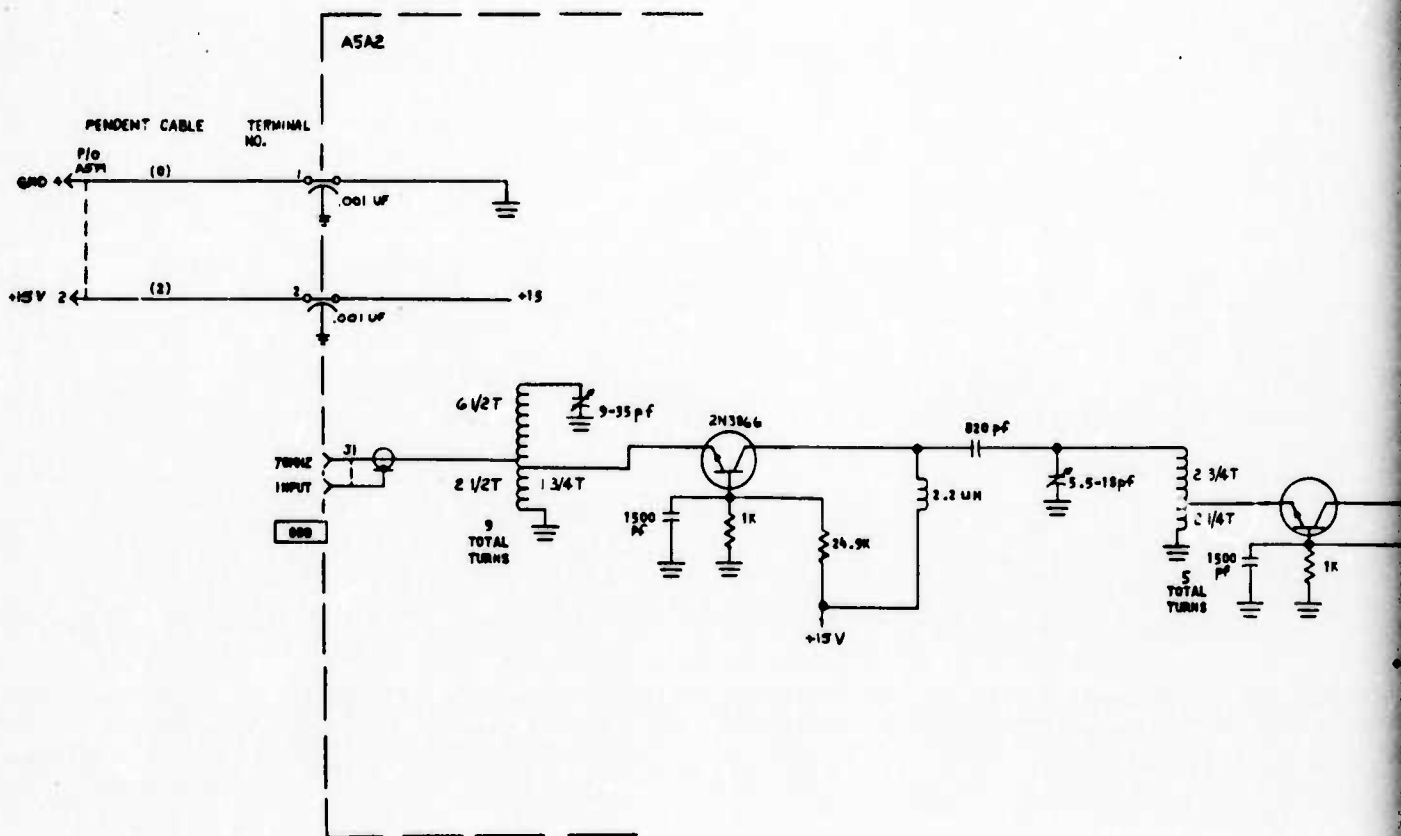 A5A2
PENDENT CABLE
TERMINAL
NO.
P/O
GND 4
(0)
1
.001 UF
+15V 2
(2)
2
+15
.001 UF
6 1/2T
9-35 pf
2N3866
820 pf
70MHZ
J1
INPUT
2 1/2T
1 3/4T
9
TOTAL
TURNS
1500
pf
1K
24.9K
2.2 UH
5.5-18pf
2 3/4T
2 1/4T
5
TOTAL
TURNS
1500
pf
1K
+15V